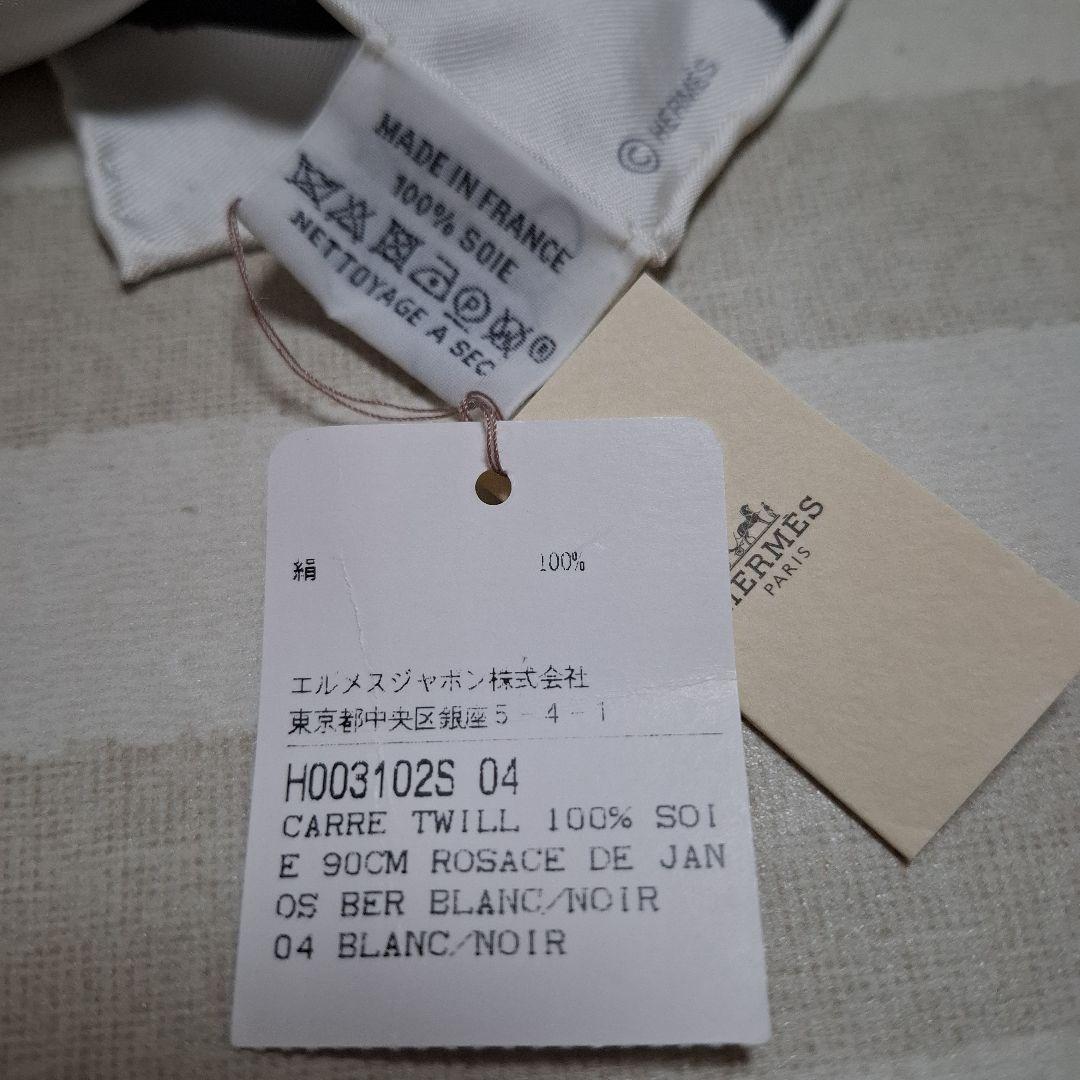 © HERMÈS
MADE IN FRANCE
100% SOIE
P
NETTOYAGE A SEC
HERMÈS
PARIS
絹 100%
エルメスジャポン株式会社
東京都中央区銀座5-4-1
H003102S 04
CARRE TWILL 100% SOI
E 90CM ROSACE DE JAN
OS BER BLANC/NOIR
04 BLANC/NOIR